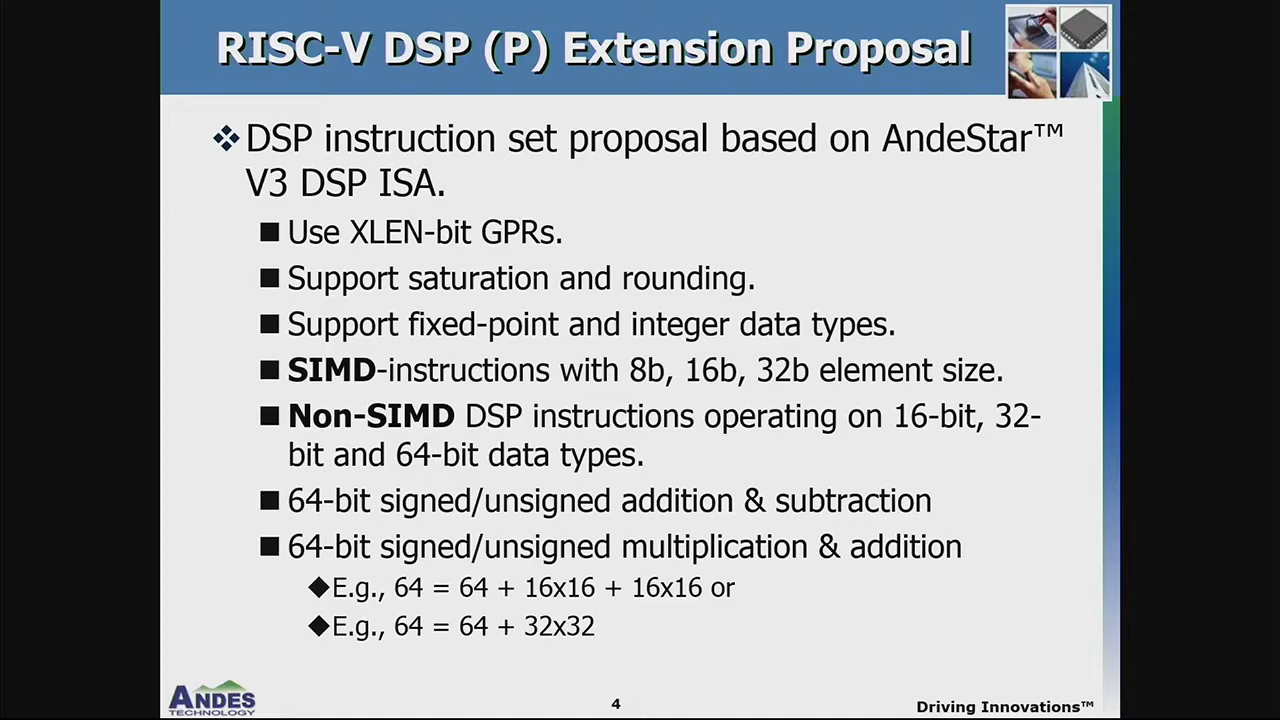 RISC-V DSP (P) Extension Proposal
DSP instruction set proposal based on AndeStar™
V3 DSP ISA.
Use XLEN-bit GPRs.
Support saturation and rounding.
Support fixed-point and integer data types.
SIMD-instructions with 8b, 16b, 32b element size.
Non-SIMD DSP instructions operating on 16-bit, 32-
bit and 64-bit data types.
64-bit signed/unsigned addition & subtraction
64-bit signed/unsigned multiplication & addition
E.g., 64 = 64 + 16x16 + 16x16 or
E.g., 64 = 64 + 32x32
ANDES
TECHNOLOGY
4
Driving Innovations™